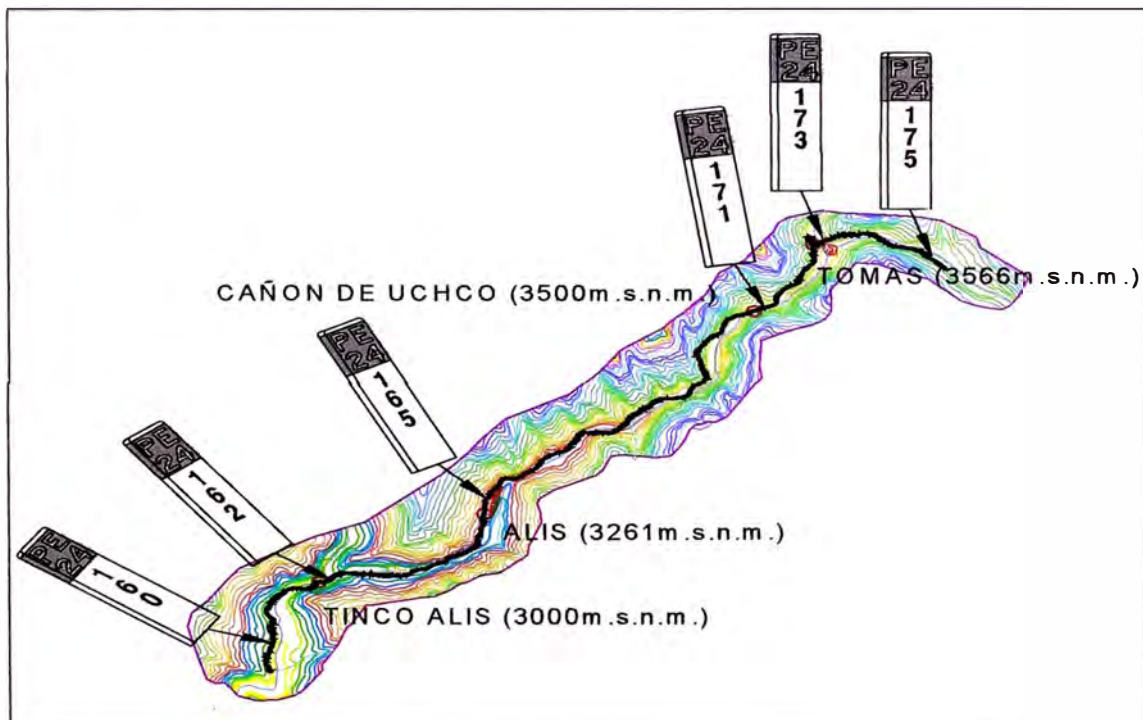 PE
24
173
PE
24
175
PE
24
171
TOMAS (3566m.s.n.m.)
CAÑON DE UCHCO (3500m.s.n.m.)
PE
24
165
PE
24
162
ALIS (3261m.s.n.m.)
PE
24
160
TINCO ALIS (3000m.s.n.m.)